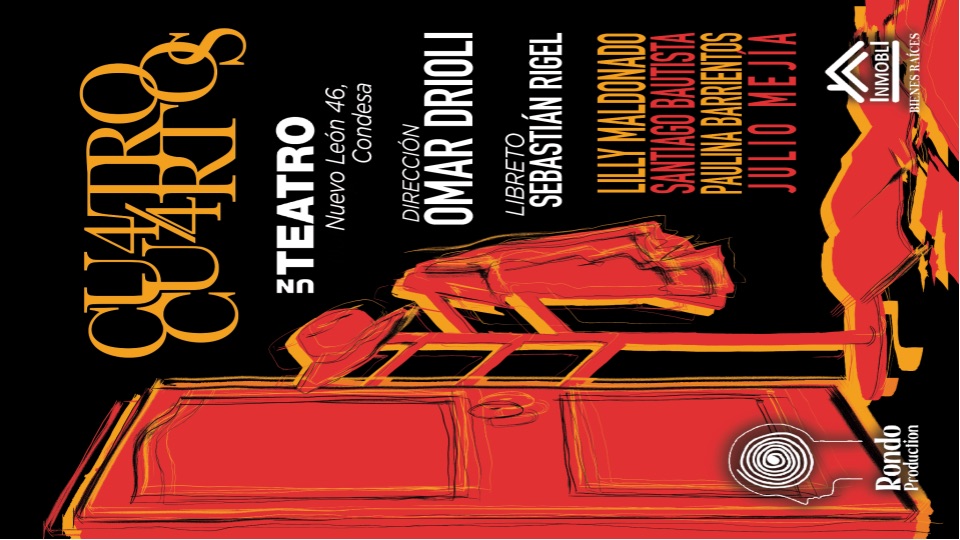 CU4TRO
CU4RTOS
UN TEATRO
Nuevo León 46,
Condesa
DIRECCIÓN
OMAR DRIOLI
LIBRETO
SEBASTIÁN RIGEL
LILLY MALDONADO
SANTIAGO BAUTISTA
PAULINA BARRIENTOS
JULIO MEJÍA
Rondo
Production
INMOBLI
BIENES RAÍCES